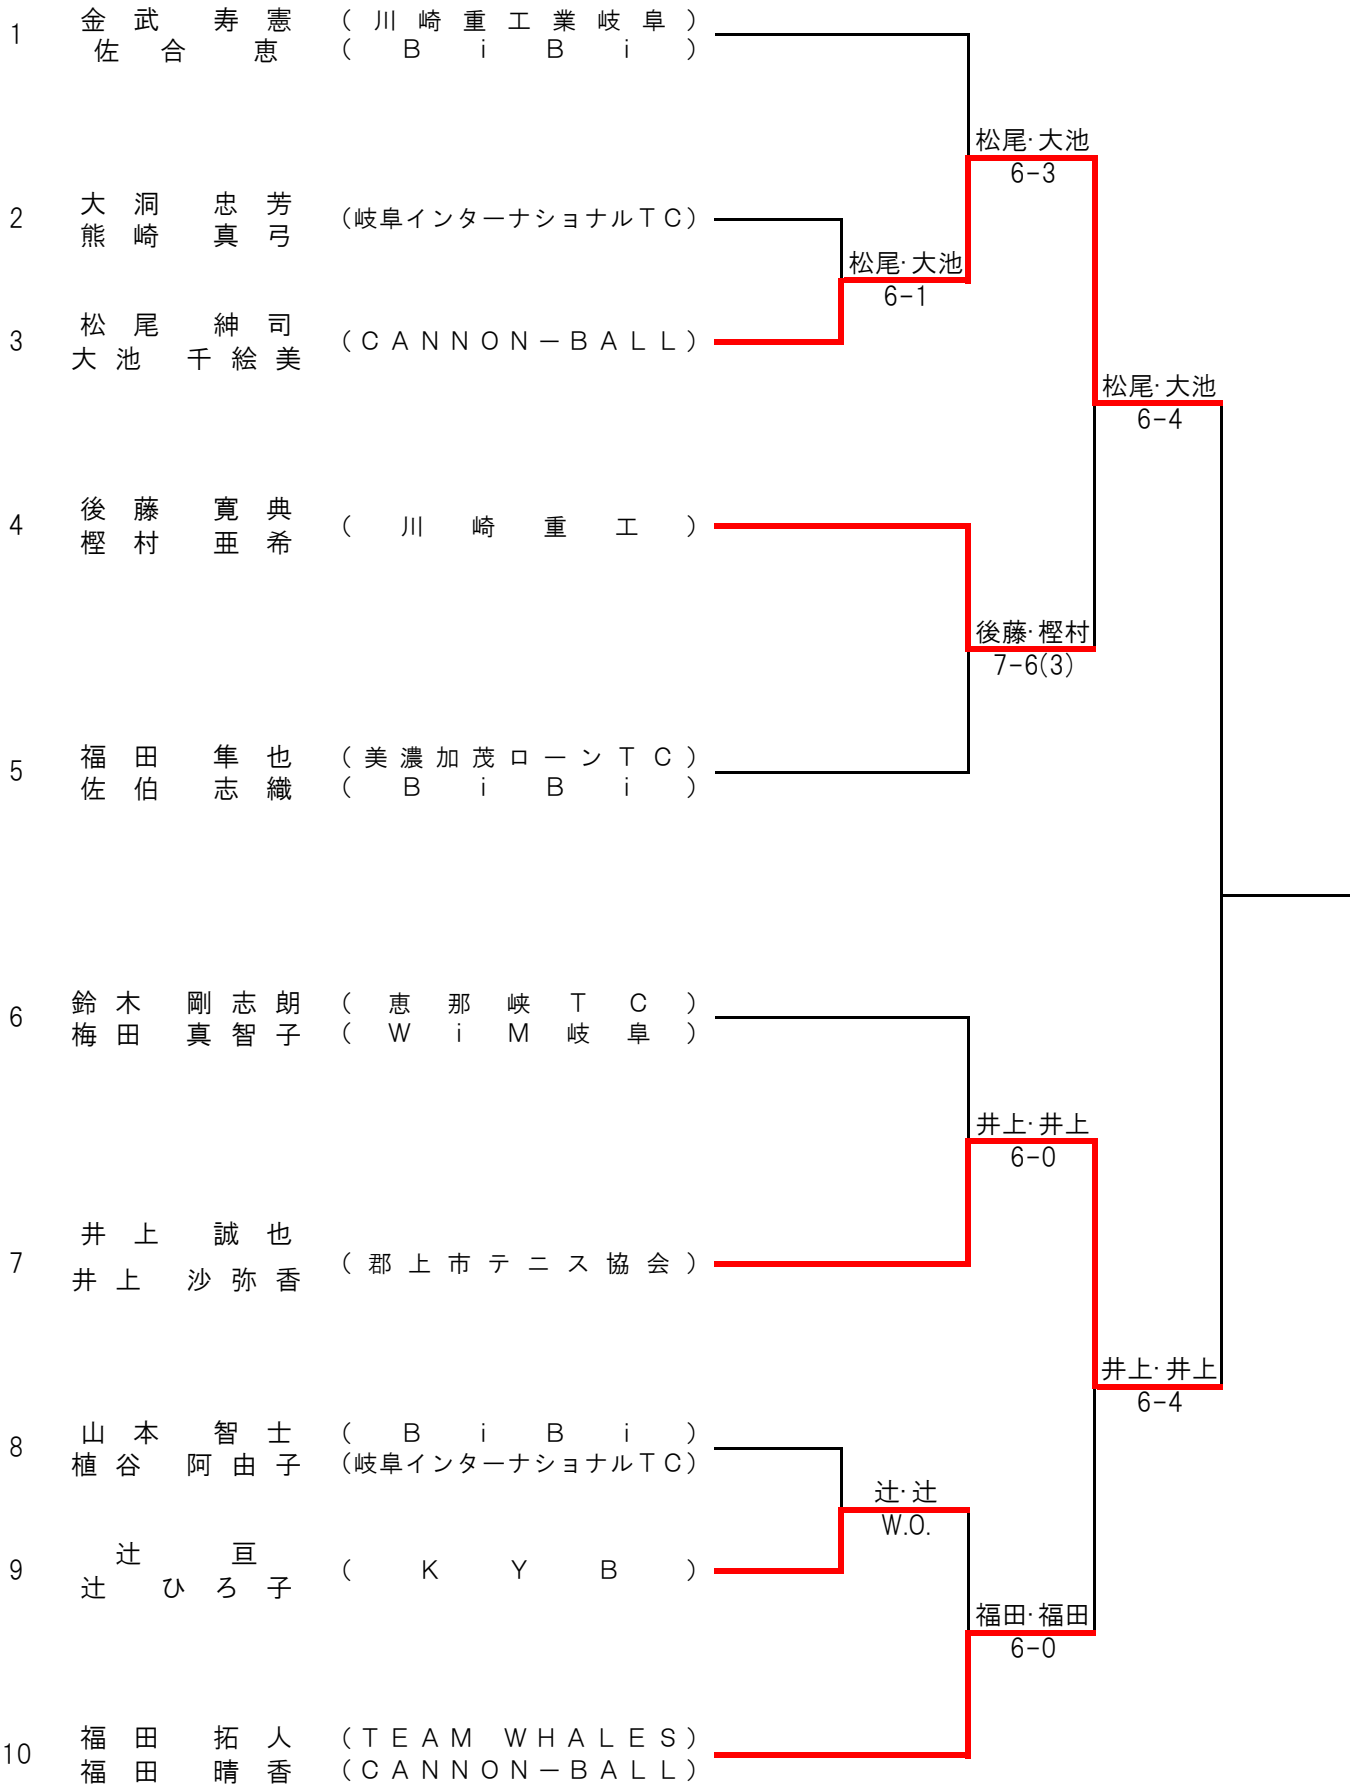 1 金武 寿憲 (川崎重工業岐阜)
佐合 恵 (BiBi)
松尾・大池
6-3
2 大洞 忠芳 (岐阜インターナショナルTC)
熊崎 真弓
松尾・大池
6-1
3 松尾 紳司 (CANNON－BALL)
大池 千絵美
松尾・大池
6-4
4 後藤 寛典 (川崎重工)
樫村 亜希
後藤・樫村
7-6(3)
5 福田 隼也 (美濃加茂ローンTC)
佐伯 志織 (BiBi)
6 鈴木 剛志朗 (恵那峡TC)
梅田 真智子 (WiM岐阜)
井上・井上
6-0
7 井上 誠也 (郡上市テニス協会)
井上 沙弥香
井上・井上
6-4
8 山本 智士 (BiBi)
植谷 阿由子 (岐阜インターナショナルTC)
辻・辻
W.O.
9 辻 亘 (KYB)
辻 ひろ子
福田・福田
6-0
10 福田 拓人 (TEAM WHALES)
福田 晴香 (CANNON－BALL)